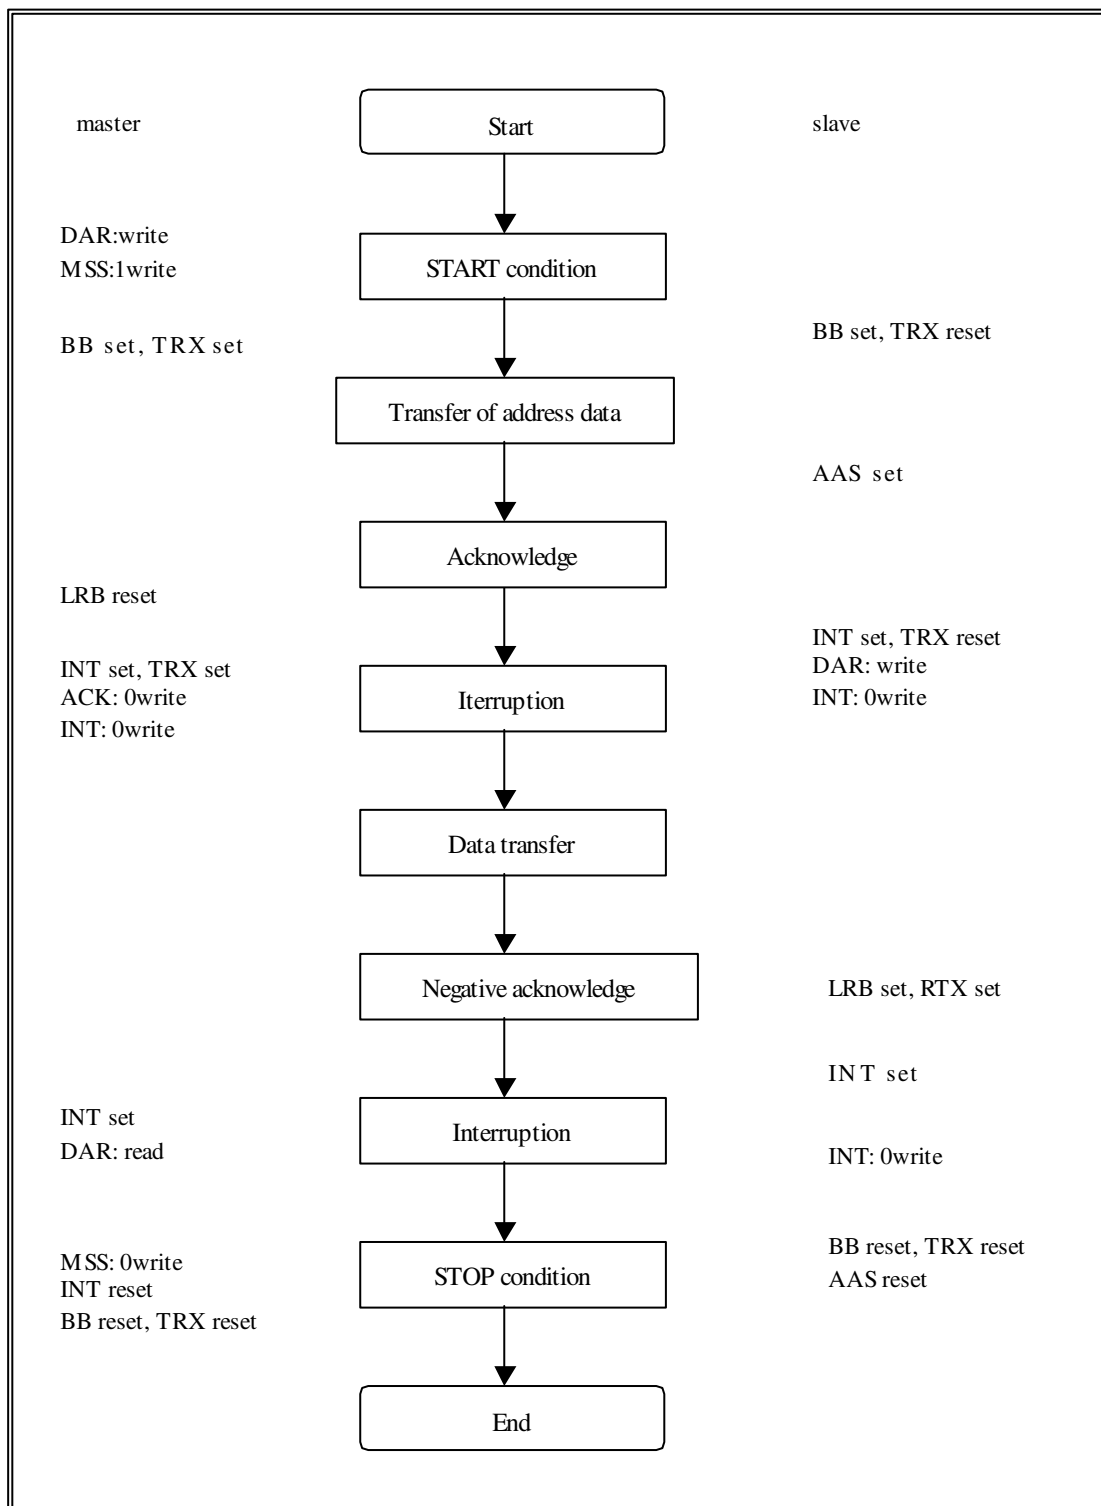 master
Start
slave
DAR:write
MSS:1write
START condition
BB set, TRX set
BB set, TRX reset
Transfer of address data
AAS set
Acknowledge
LRB reset
INT set, TRX reset
INT set, TRX set
DAR: write
ACK: 0write
Iterruption
INT: 0write
INT: 0write
Data transfer
Negative acknowledge
LRB set, RTX set
INT set
INT set
Interruption
DAR: read
INT: 0write
BB reset, TRX reset
MSS: 0write
STOP condition
AAS reset
INT reset
BB reset, TRX reset
End